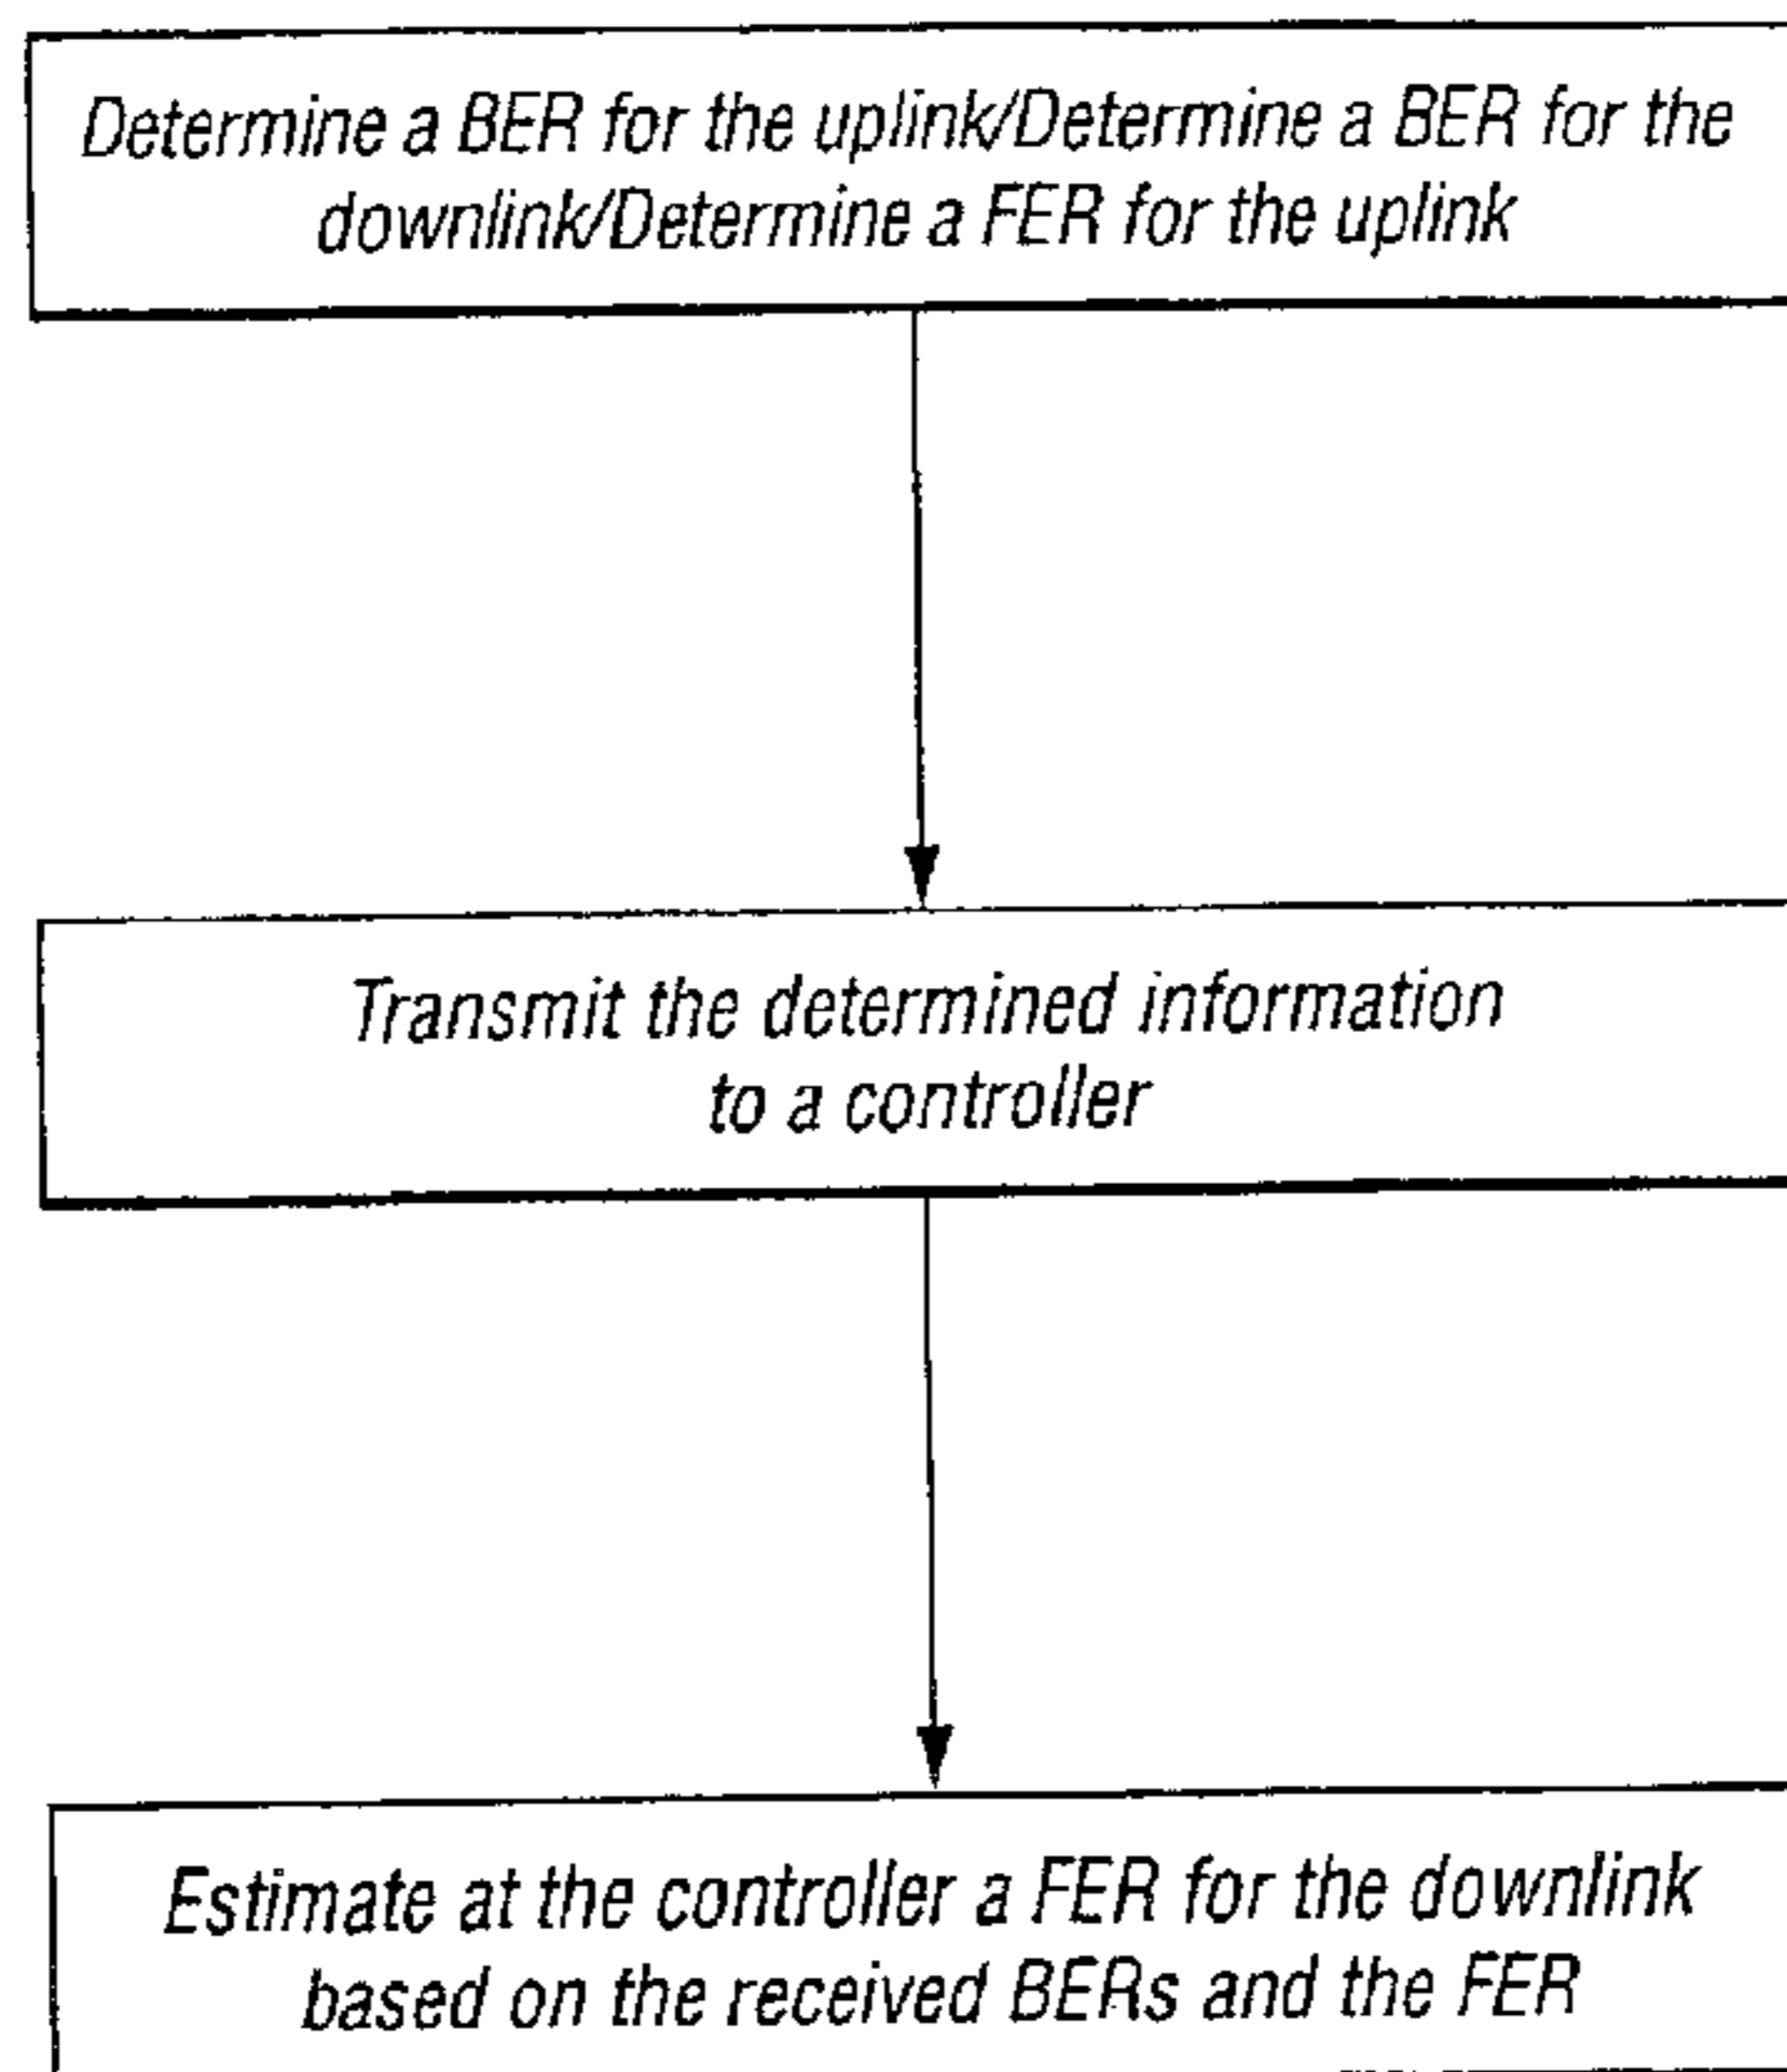 Determine a BER for the uplink/Determine a BER for the
downlink/Determine a FER for the uplink
Transmit the determined information
to a controller
Estimate at the controller a FER for the downlink
based on the received BERs and the FER